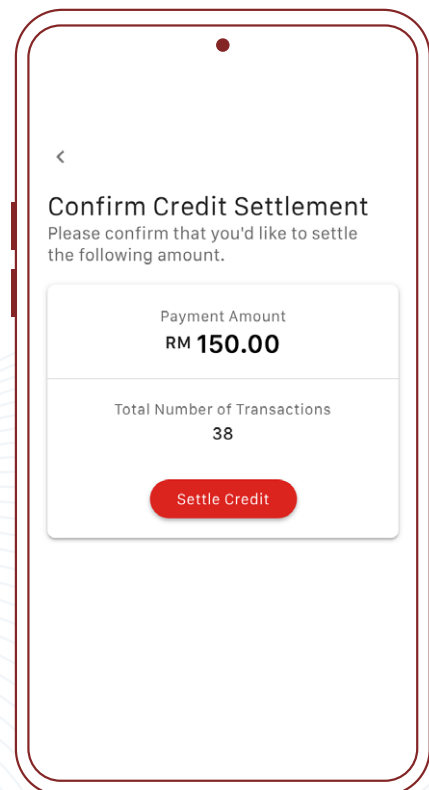 Confirm Credit Settlement
Please confirm that you'd like to settle
the following amount.
Payment Amount
RM 150.00
Total Number of Transactions
38
Settle Credit